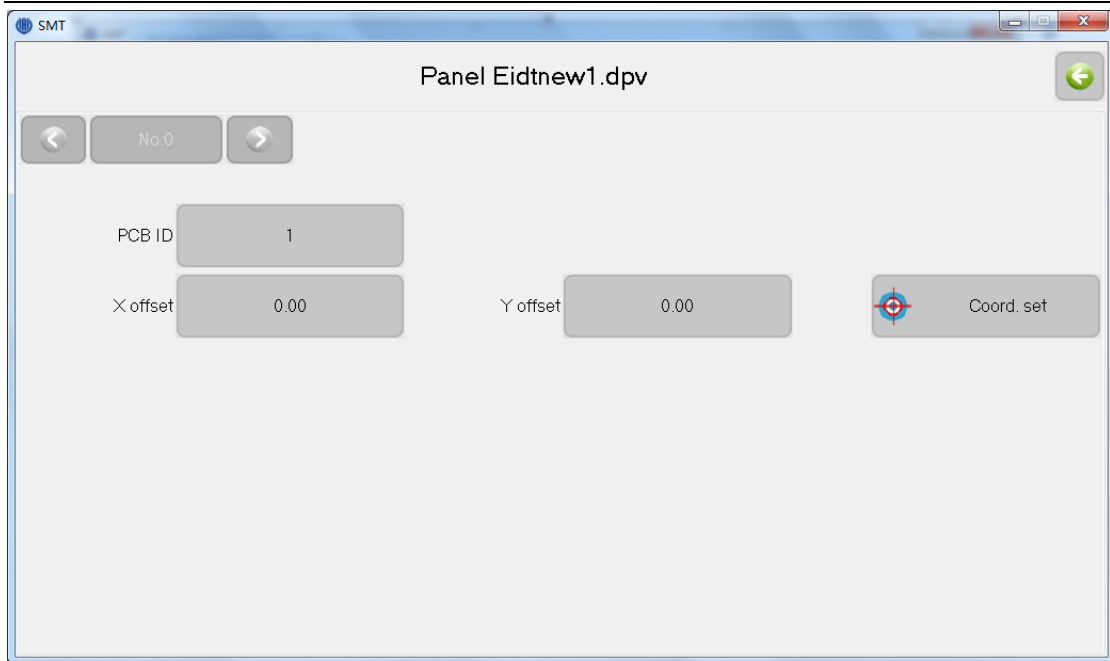 SMT
Panel Eidtnew1.dpv
No:0
PCB ID 1
X offset 0.00 Y offset 0.00 Coord. set